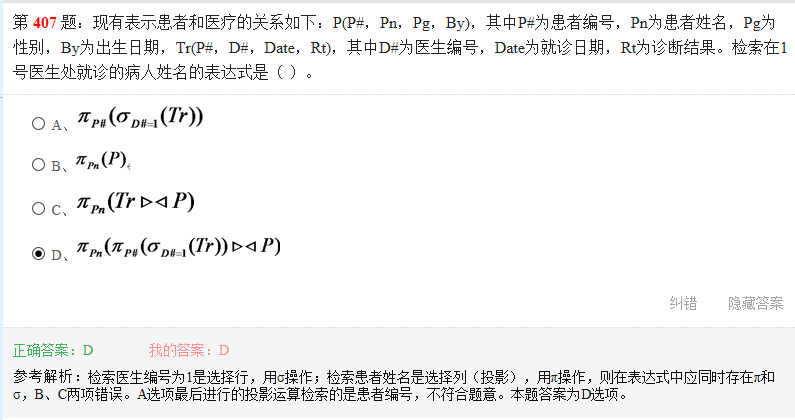 第 407 题：现有表示患者和医疗的关系如下：P(P#，Pn，Pg，By)，其中P#为患者编号，Pn为患者姓名，Pg为
性别，By为出生日期，Tr(P#，D#，Date，Rt)，其中D#为医生编号，Date为就诊日期，Rt为诊断结果。检索在1
号医生处就诊的病人姓名的表达式是（ ）。
A、π_{P#}(σ_{D#=1}(Tr))
B、π_{Pn}(P)
C、π_{Pn}(Tr ▷◁ P)
D、π_{Pn}(π_{P#}(σ_{D#=1}(Tr)) ▷◁ P)
纠错 隐藏答案
正确答案：D 我的答案：D
参考解析：检索医生编号为1是选择行，用σ操作；检索患者姓名是选择列（投影），用π操作，则在表达式中应同时存在π和
σ，B、C两项错误。A选项最后进行的投影运算检索的是患者编号，不符合题意。本题答案为D选项。